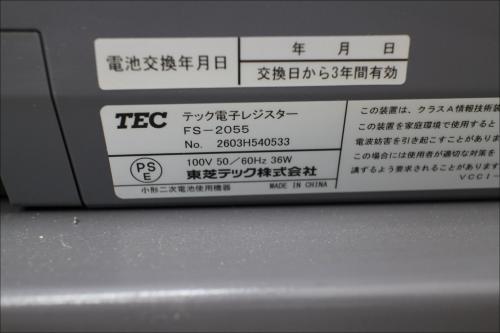 電池交換年月日
年 月 日
交換日から3年間有効
TEC テック電子レジスター
FS-2055
No. 2603H540533
PS E
100V 50/60Hz 36W
東芝テック株式会社
小形二次電池使用機器
MADE IN CHINA
この装置は、クラスA情報技術装
この装置を家庭環境で使用すると
電波妨害を引き起こすことがありま
この場合には使用者が適切な対策を
講ずるよう要求されることがあります
VCCI-